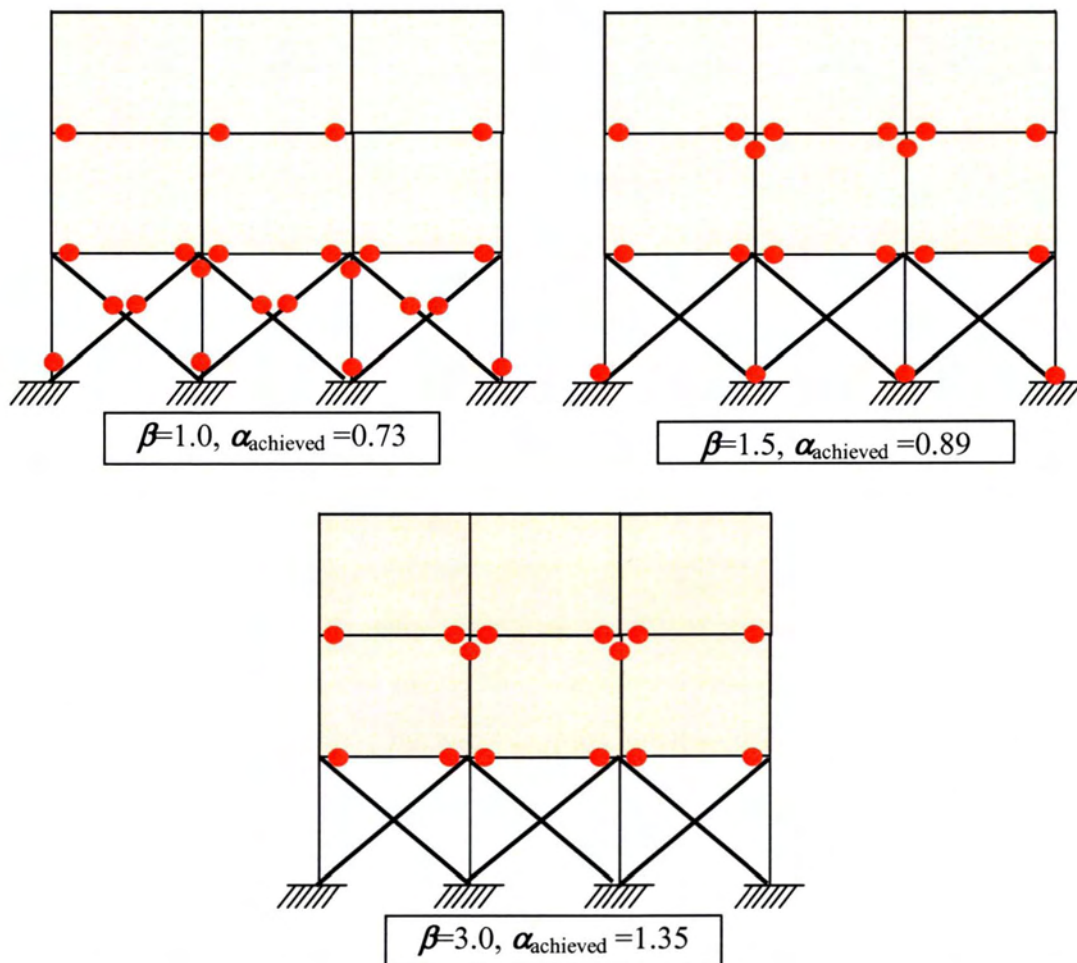 β=1.0, αachieved =0.73
β=1.5, αachieved =0.89
β=3.0, αachieved =1.35